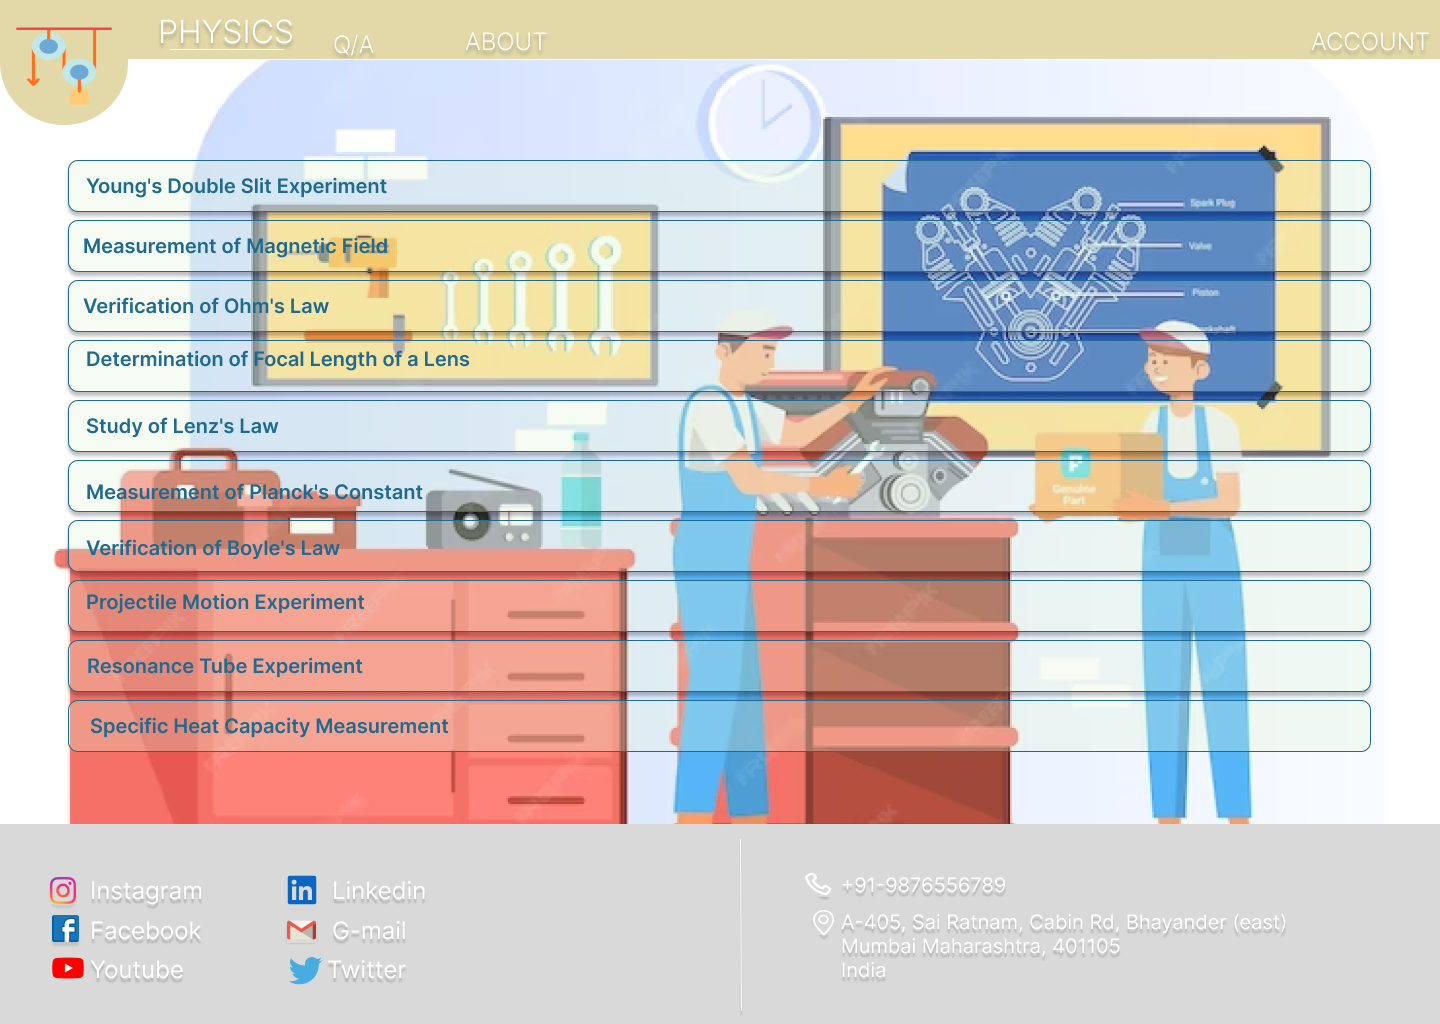 PHYSICS
Q/A
ABOUT
ACCOUNT
Young's Double Slit Experiment
Spark Plug
Measurement of Magnetic Field
Valve
Verification of Ohm's Law
Piston
Determination of Focal Length of a Lens
Study of Lenz's Law
Measurement of Planck's Constant
Genuine
Part
Verification of Boyle's Law
Projectile Motion Experiment
Resonance Tube Experiment
Specific Heat Capacity Measurement
Instagram
Linkedin
Facebook
G-mail
Youtube
Twitter
+91-9876556789
A-405, Sai Ratnam, Cabin Rd, Bhayander (east)
Mumbai Maharashtra, 401105
India